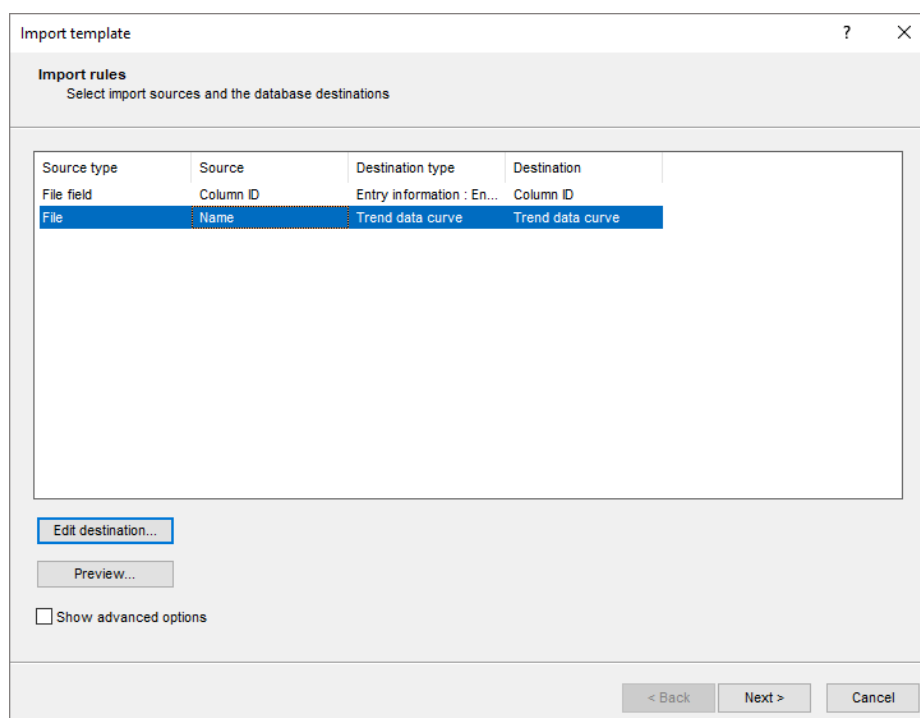 Import template ?
Import rules
Select import sources and the database destinations
Source type Source Destination type Destination
File field Column ID Entry information : En... Column ID
File Name Trend data curve Trend data curve
Edit destination...
Preview...
Show advanced options
< Back Next > Cancel